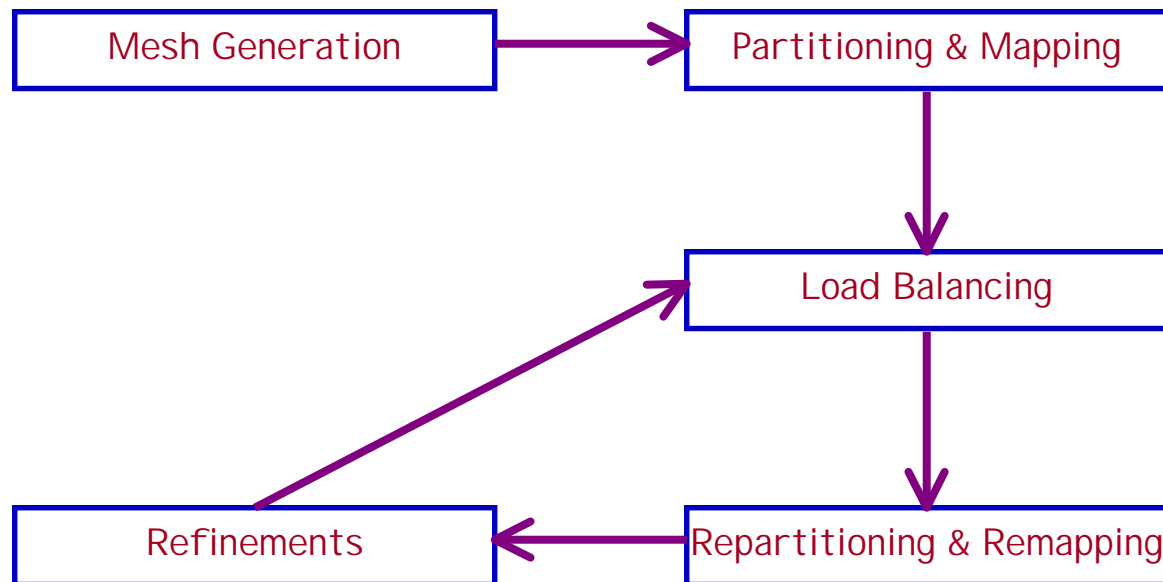 Mesh Generation
Partitioning & Mapping
Load Balancing
Refinements
Repartitioning & Remapping